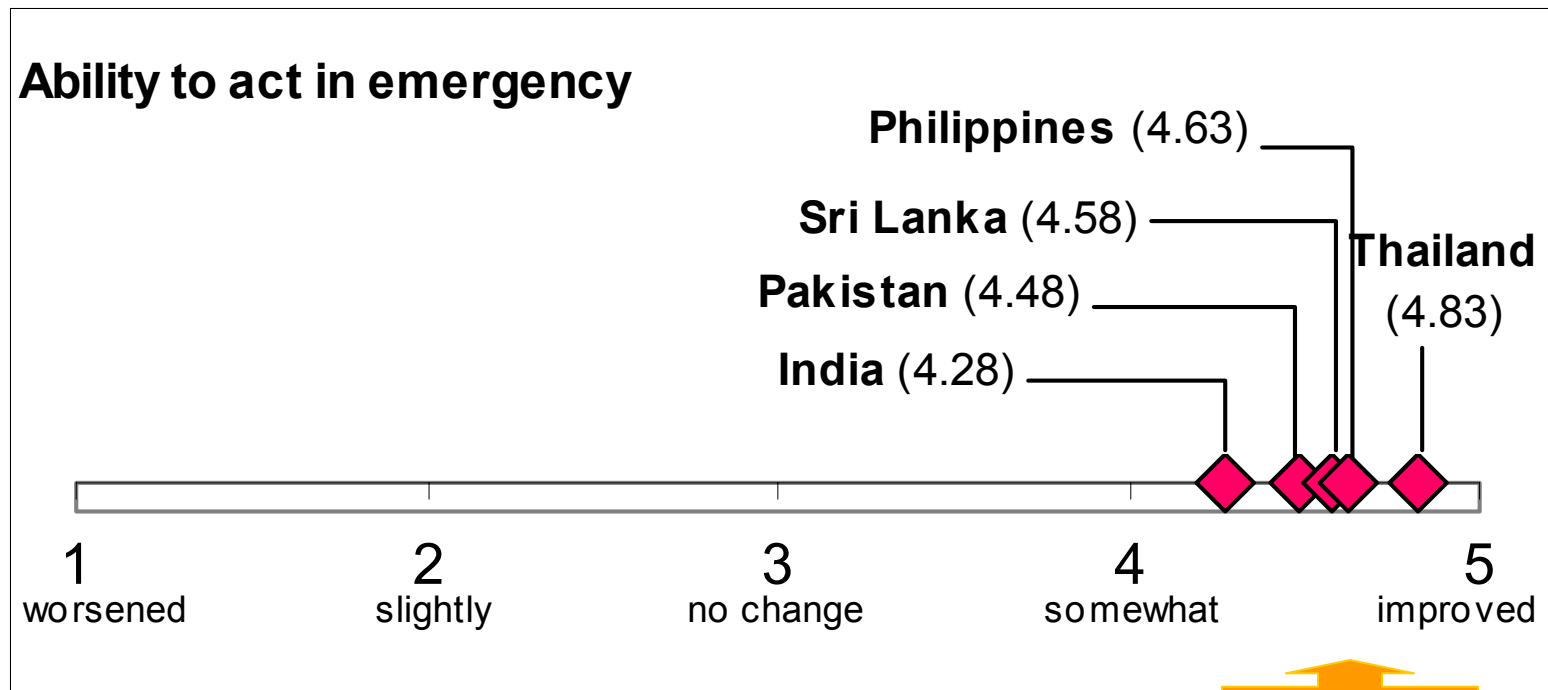 Ability to act in emergency
Philippines (4.63)
Sri Lanka (4.58)
Thailand
(4.83)
Pakistan (4.48)
India (4.28)
1 2 3 4 5
worsened slightly no change somewhat improved